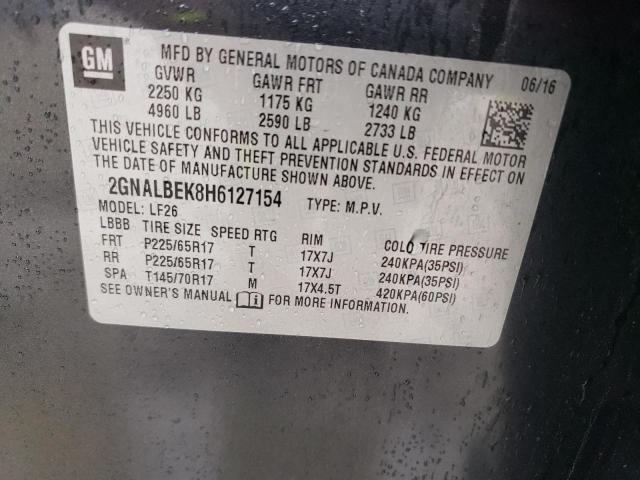 GM
MFD BY GENERAL MOTORS OF CANADA COMPANY 06/16
GVWR GAWR FRT GAWR RR
2250 KG 1175 KG 1240 KG
4960 LB 2590 LB 2733 LB
THIS VEHICLE CONFORMS TO ALL APPLICABLE U.S. FEDERAL MOTOR
VEHICLE SAFETY AND THEFT PREVENTION STANDARDS IN EFFECT ON
THE DATE OF MANUFACTURE SHOWN ABOVE.
2GNALBEK8H6127154 TYPE: M.P.V.
MODEL: LF26
LBBB TIRE SIZE SPEED RTG RIM COLD TIRE PRESSURE
FRT P225/65R17 T 17X7J 240KPA(35PSI)
RR P225/65R17 T 17X7J 240KPA(35PSI)
SPA T145/70R17 M 17X4.5T 420KPA(60PSI)
SEE OWNER'S MANUAL i FOR MORE INFORMATION.